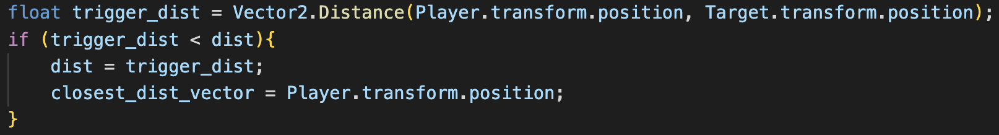 float trigger_dist = Vector2.Distance(Player.transform.position, Target.transform.position);
if (trigger_dist < dist){
    dist = trigger_dist;
    closest_dist_vector = Player.transform.position;
}